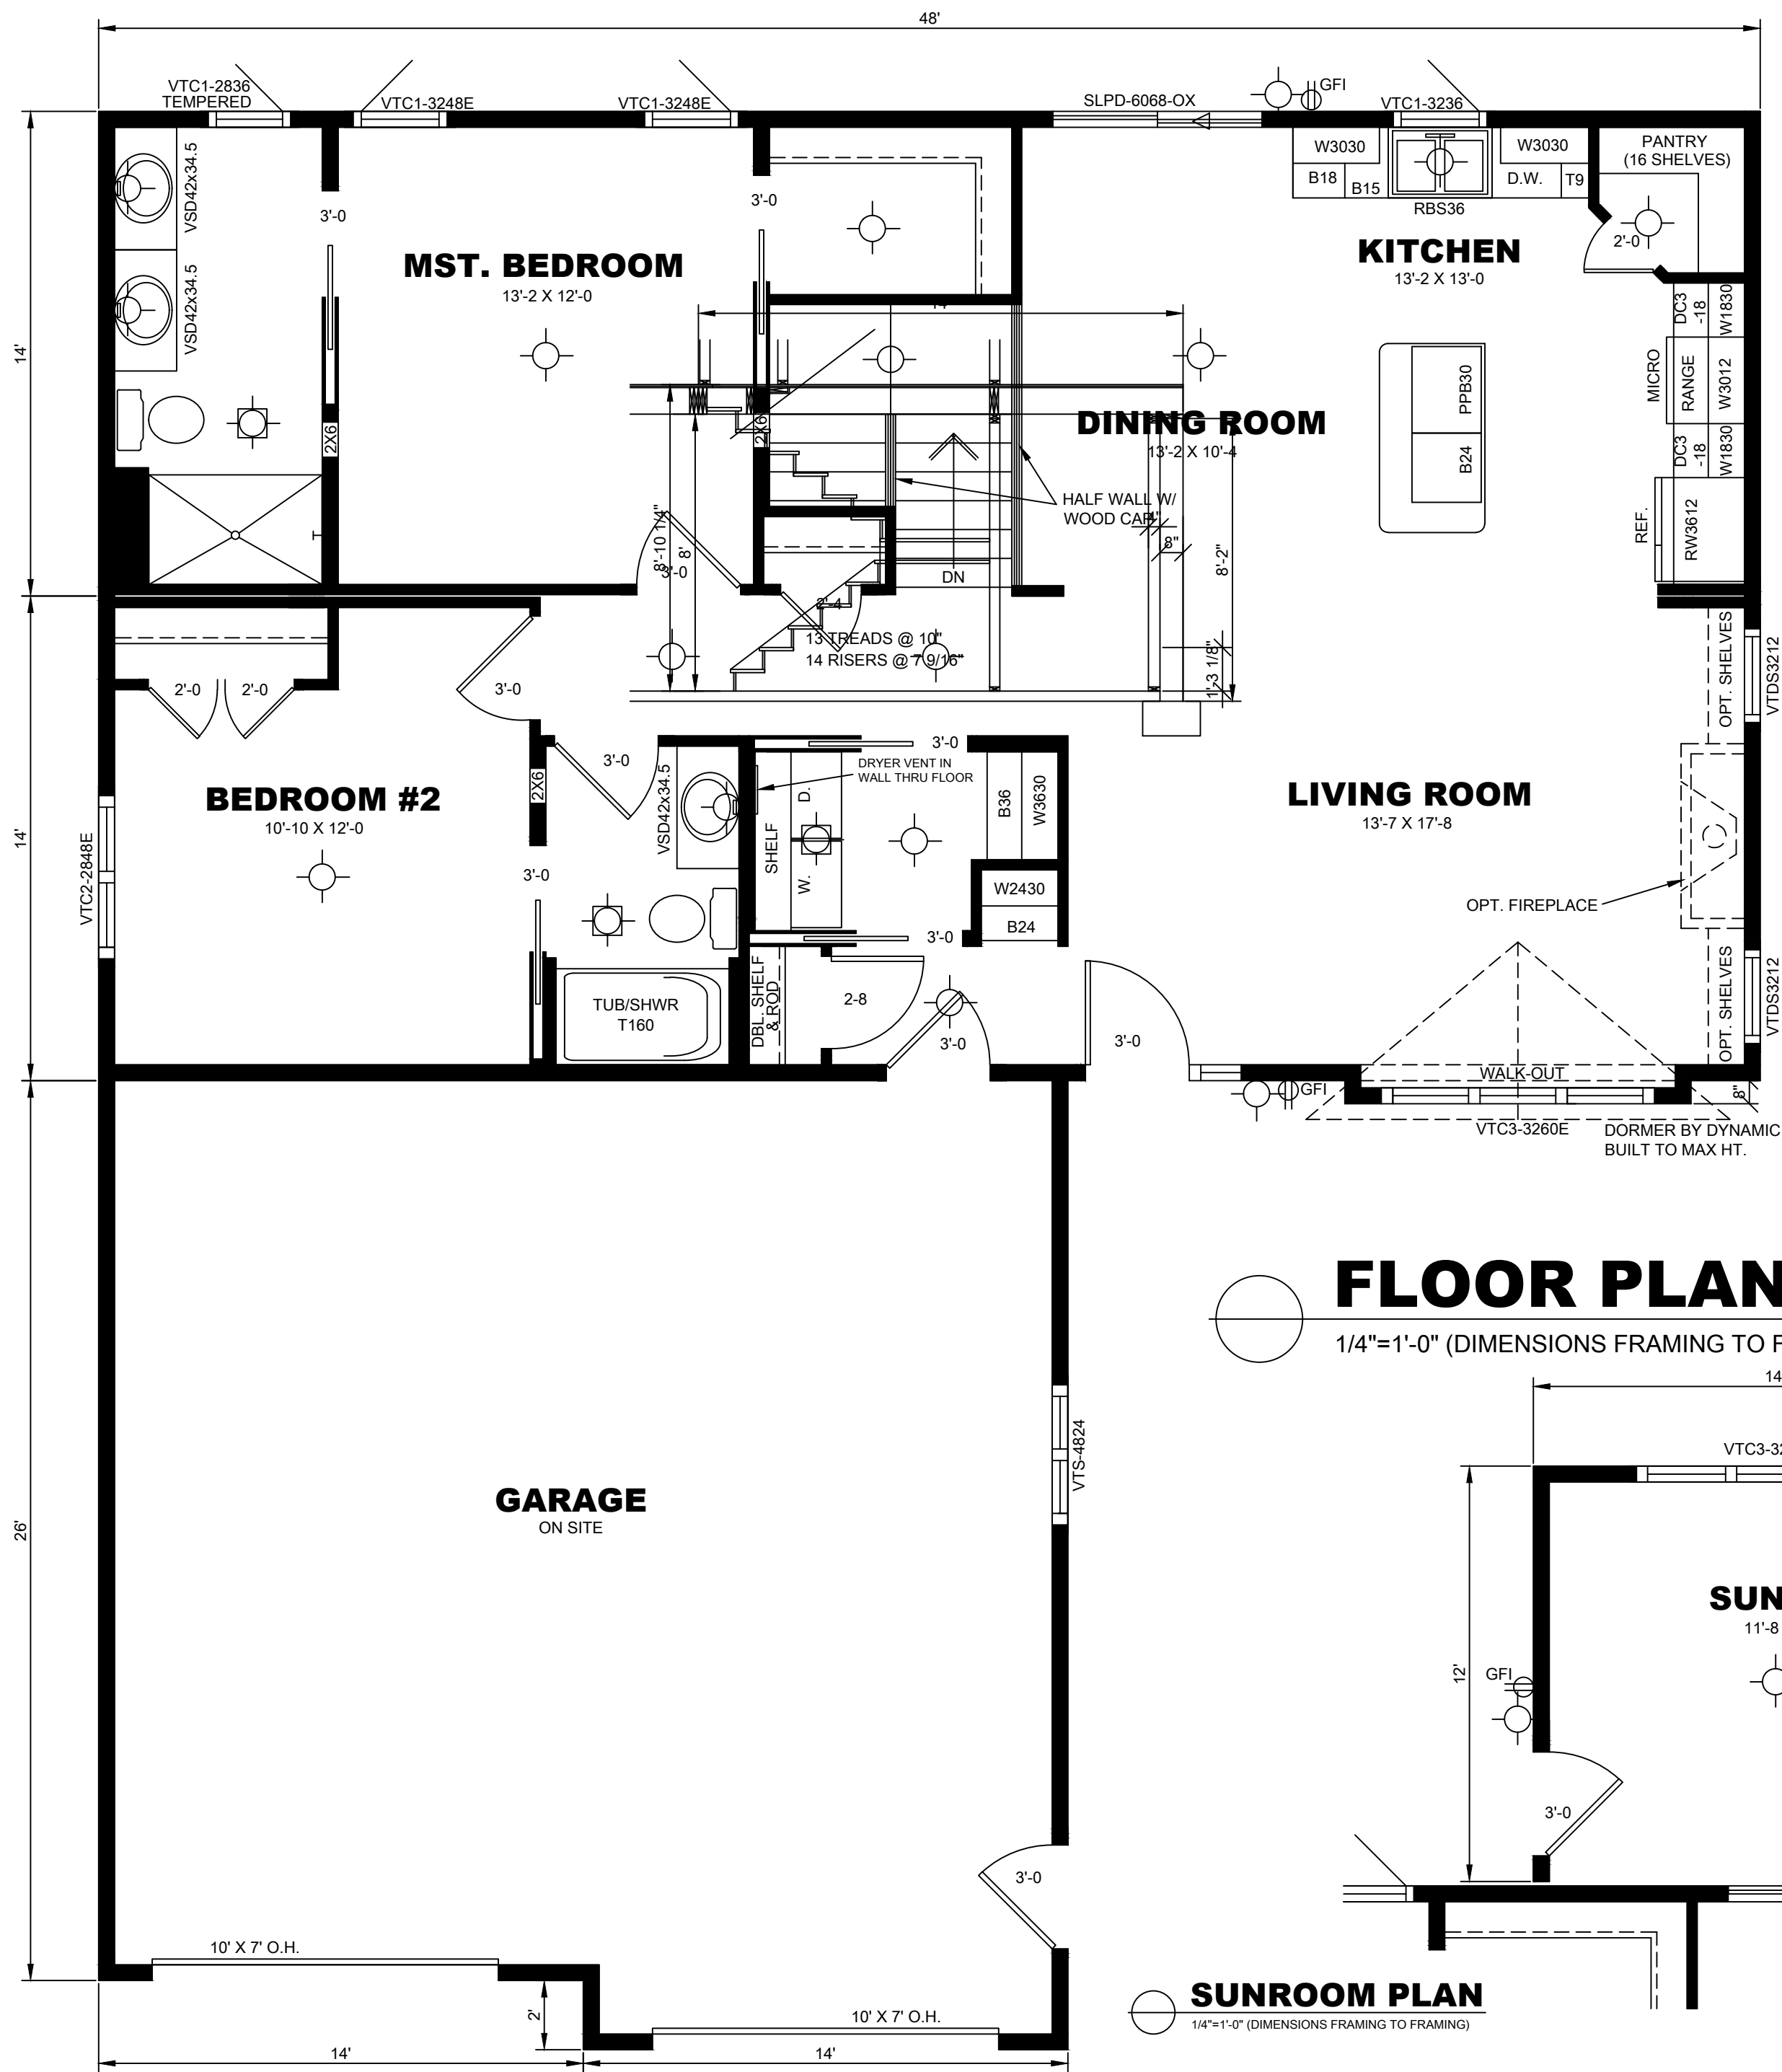 48'
VTC1-2836
TEMPERED
VTC1-3248E
VTC1-3248E
SLPD-6068-OX
GFI
VTC1-3236
VSD42x34.5
VSD42x34.5
3'-0
MST. BEDROOM
13'-2 X 12'-0
3'-0
W3030
B18
B15
RBS36
W3030
D.W.
T9
PANTRY
(16 SHELVES)
2'-0
KITCHEN
13'-2 X 13'-0
14'
DC3
-18
W1830
MICRO
RANGE
W3012
DC3
-18
W1830
REF.
RW3612
PPB30
B24
DINING ROOM
13'-2 X 10'-4
2X6
2X6
HALF WALL W/
WOOD CAP
4"
8"
8'-2"
8'-10 1/4"
8'
3'-0
DN
13 TREADS @ 10"
14 RISERS @ 7 9/16"
1'-3 1/8"
14'
2'-0
2'-0
3'-0
BEDROOM #2
10'-10 X 12'-0
VTC2-2848E
2X6
3'-0
3'-0
VSD42x34.5
TUB/SHWR
T160
3'-0
DRYER VENT IN
WALL THRU FLOOR
SHELF
D.
W.
B36
W3630
W2430
B24
3'-0
DBL. SHELF
& ROD
2-8
3'-0
3'-0
LIVING ROOM
13'-7 X 17'-8
OPT. SHELVES
VTDS3212
OPT. FIREPLACE
OPT. SHELVES
VTDS3212
WALK-OUT
GFI
8"
VTC3-3260E
DORMER BY DYNAMIC
BUILT TO MAX HT.
FLOOR PLAN
1/4"=1'-0" (DIMENSIONS FRAMING TO
14
VTC3-32
26'
GARAGE
ON SITE
VTS-4824
3'-0
10' X 7' O.H.
10' X 7' O.H.
2'
14'
14'
SUN
11'-8
12'
GFI
3'-0
SUNROOM PLAN
1/4"=1'-0" (DIMENSIONS FRAMING TO FRAMING)